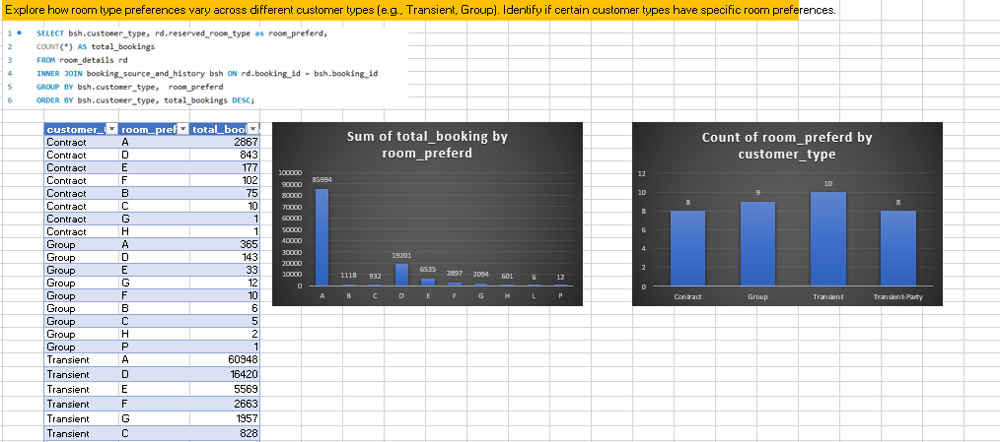 Explore how room type preferences vary across different customer types (e.g., Transient, Group). Identify if certain customer types have specific room preferences.
1 SELECT bsh.customer_type, rd.reserved_room_type as room_preferd,
2 COUNT(*) AS total_bookings
3 FROM room_details rd
4 INNER JOIN booking_source_and_history bsh ON rd.booking_id = bsh.booking_id
5 GROUP BY bsh.customer_type, room_preferd
6 ORDER BY bsh.customer_type, total_bookings DESC;
customer_t room_pref total_bool
Contract A 2867
Contract D 843
Contract E 177
Contract F 102
Contract B 75
Contract C 10
Contract G 1
Contract H 1
Group A 365
Group D 143
Group E 33
Group G 12
Group F 10
Group B 6
Group C 5
Group H 2
Group P 1
Transient A 60948
Transient D 16420
Transient E 5569
Transient F 2663
Transient G 1957
Transient C 828
Sum of total_booking by
room_preferd
100000
90000
80000
70000
60000
50000
40000
30000
20000
10000
0
85994 1118 932 19201 6535 2897 2094 601 6 12
A B C D E F G H L P
Count of room_preferd by
customer_type
12
10
8
6
4
2
0
8 9 10 8
Contract Group Transient Transient-Party